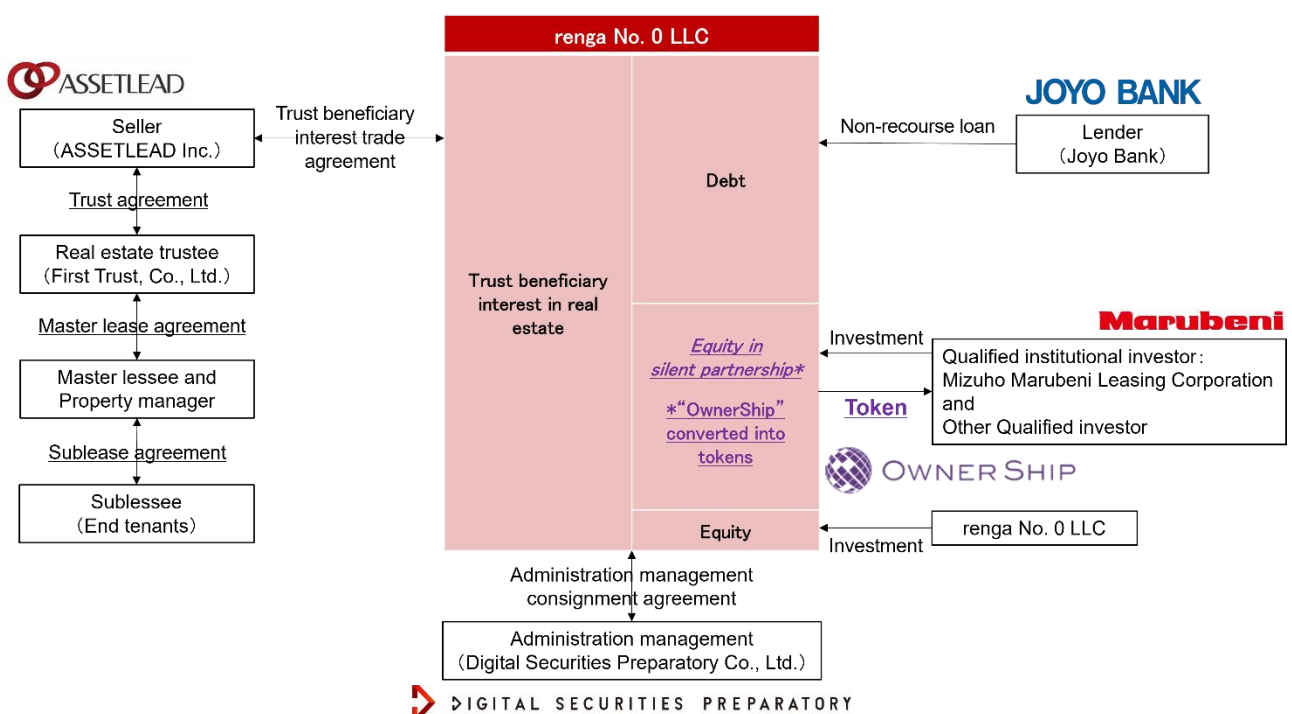 renga No. 0 LLC
ASSETLEAD
Seller
(ASSETLEAD Inc.)
Trust beneficiary
interest trade
agreement
Trust agreement
Real estate trustee
(First Trust, Co., Ltd.)
Master lease agreement
Master lessee and
Property manager
Sublease agreement
Sublessee
(End tenants)
Trust beneficiary
interest in real
estate
Debt
Equity in
silent partnership*
*“OwnerShip”
converted into
tokens
Equity
JOYO BANK
Non-recourse loan
Lender
(Joyo Bank)
Marubeni
Investment
Token
Qualified institutional investor:
Mizuho Marubeni Leasing Corporation
and
Other Qualified investor
OWNERSHIP
Investment
renga No. 0 LLC
Administration management
consignment agreement
Administration management
(Digital Securities Preparatory Co., Ltd.)
DIGITAL SECURITIES PREPARATORY